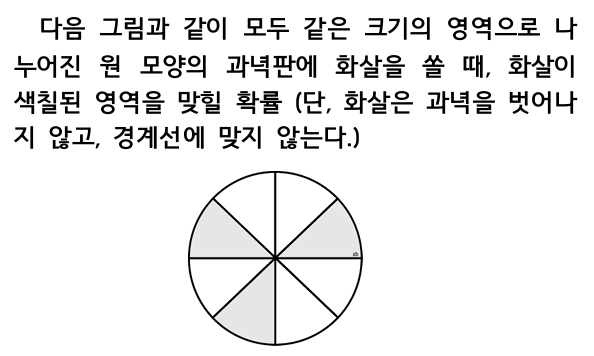 다음 그림과 같이 모두 같은 크기의 영역으로 나
누어진 원 모양의 과녁판에 화살을 쏠 때, 화살이
색칠된 영역을 맞힐 확률 (단, 화살은 과녁을 벗어나
지 않고, 경계선에 맞지 않는다.)